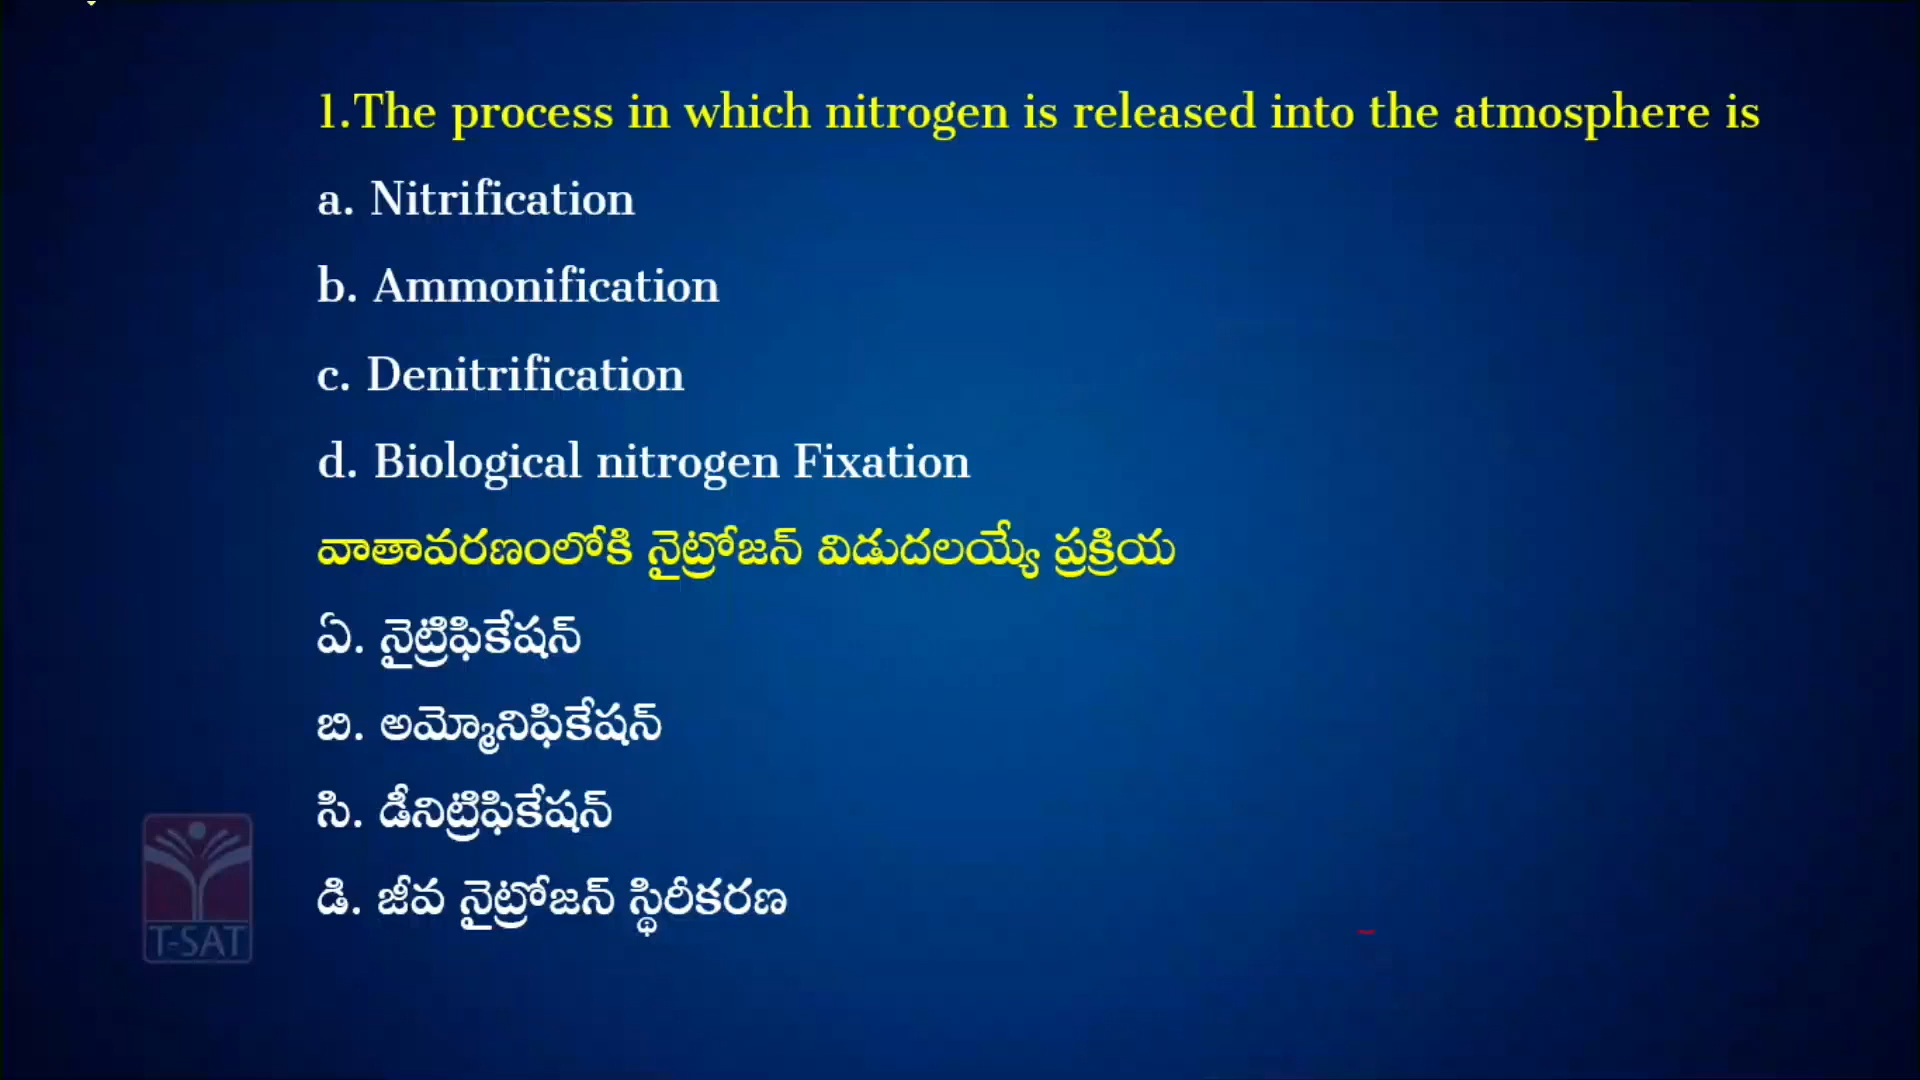 1.The process in which nitrogen is released into the atmosphere is
a. Nitrification
b. Ammonification
c. Denitrification
d. Biological nitrogen Fixation
వాతావరణంలోకి నైట్రోజన్ విడుదలయ్యే ప్రక్రియ
ఏ. నైట్రిఫికేషన్
బి. అమ్మోనిఫికేషన్
సి. డీనిట్రిఫికేషన్
డి. జీవ నైట్రోజన్ స్థిరీకరణ
T-SAT